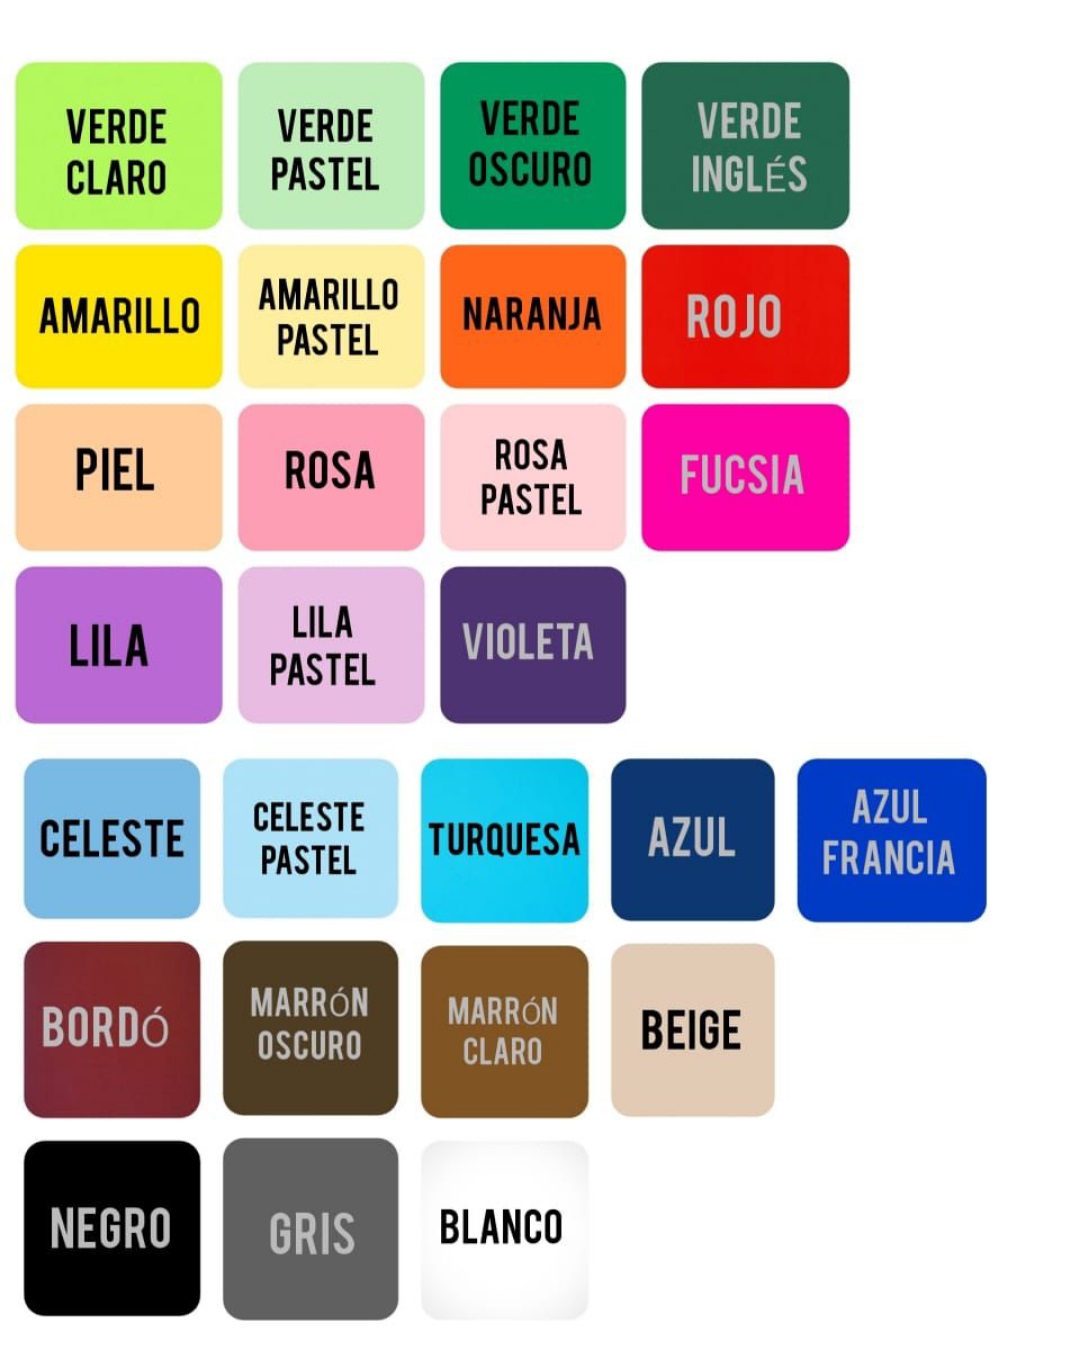 VERDE
CLARO
VERDE
PASTEL
VERDE
OSCURO
VERDE
INGLÉS
AMARILLO
AMARILLO
PASTEL
NARANJA
ROJO
PIEL
ROSA
ROSA
PASTEL
FUCSIA
LILA
LILA
PASTEL
VIOLETA
CELESTE
CELESTE
PASTEL
TURQUESA
AZUL
AZUL
FRANCIA
BORDÓ
MARRÓN
OSCURO
MARRÓN
CLARO
BEIGE
NEGRO
GRIS
BLANCO